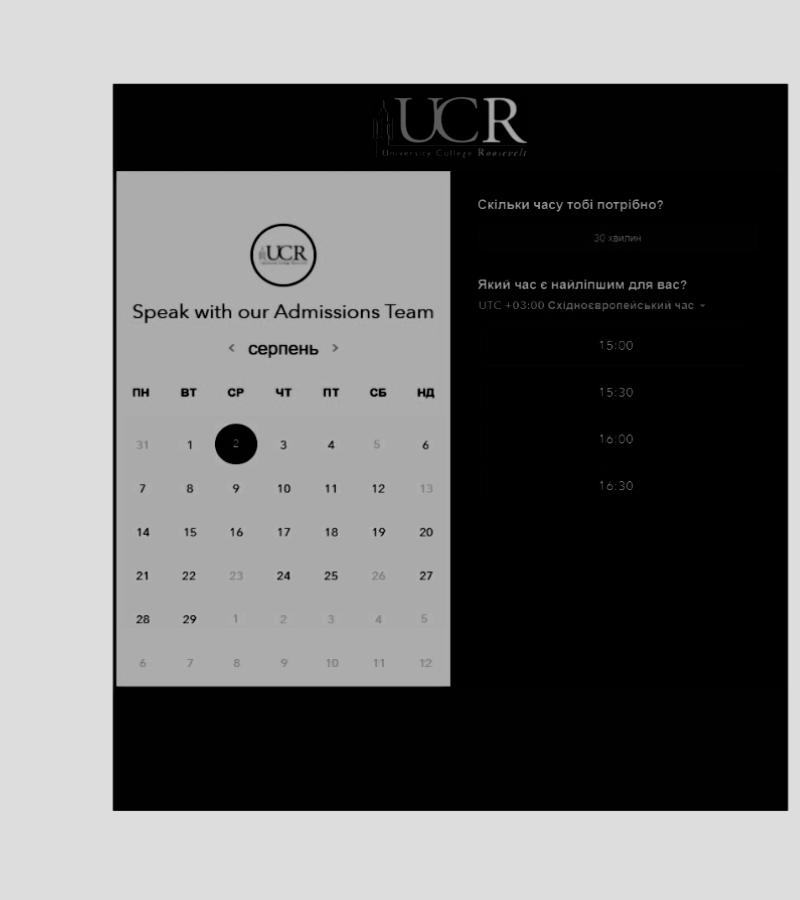 UCR
University College Roosevelt
UCR
Speak with our Admissions Team
< серпень >
ПН ВТ СР ЧТ ПТ СБ НД
31 1 2 3 4 5 6
7 8 9 10 11 12 13
14 15 16 17 18 19 20
21 22 23 24 25 26 27
28 29 1 2 3 4 5
6 7 8 9 10 11 12
Скільки часу тобі потрібно?
30 хвилин
Який час є найліпшим для вас?
UTC +03:00 Східноєвропейський час
15:00
15:30
16:00
16:30